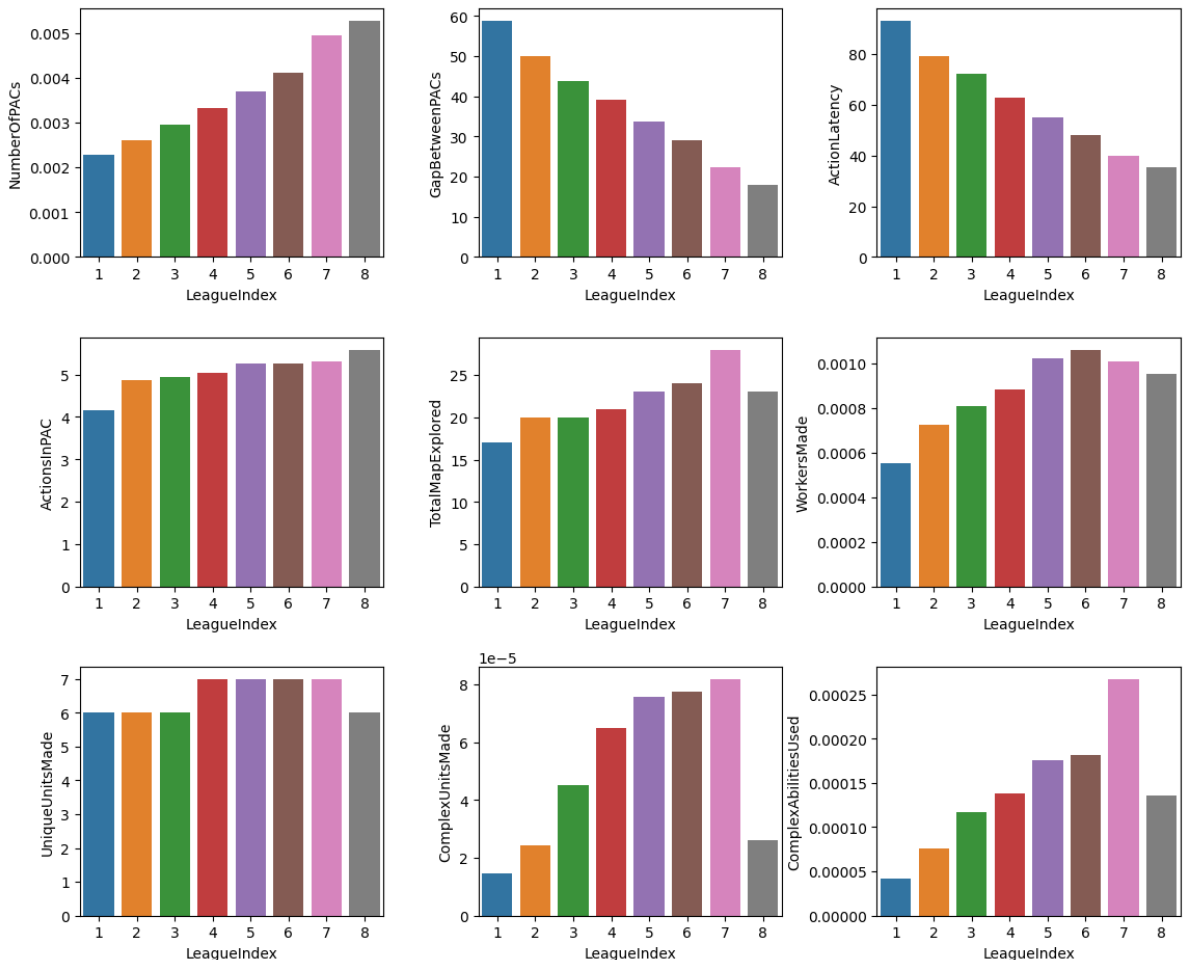 NumberOfPACs
0.005
0.004
0.003
0.002
0.001
0.000
1 2 3 4 5 6 7 8
LeagueIndex
GapBetweenPACs
60
50
40
30
20
10
0
1 2 3 4 5 6 7 8
LeagueIndex
ActionLatency
80
60
40
20
0
1 2 3 4 5 6 7 8
LeagueIndex
ActionsInPAC
5
4
3
2
1
0
1 2 3 4 5 6 7 8
LeagueIndex
TotalMapExplored
25
20
15
10
5
0
1 2 3 4 5 6 7 8
LeagueIndex
WorkersMade
0.0010
0.0008
0.0006
0.0004
0.0002
0.0000
1 2 3 4 5 6 7 8
LeagueIndex
UniqueUnitsMade
7
6
5
4
3
2
1
0
1 2 3 4 5 6 7 8
LeagueIndex
1e−5
ComplexUnitsMade
8
6
4
2
0
1 2 3 4 5 6 7 8
LeagueIndex
ComplexAbilitiesUsed
0.00025
0.00020
0.00015
0.00010
0.00005
0.00000
1 2 3 4 5 6 7 8
LeagueIndex